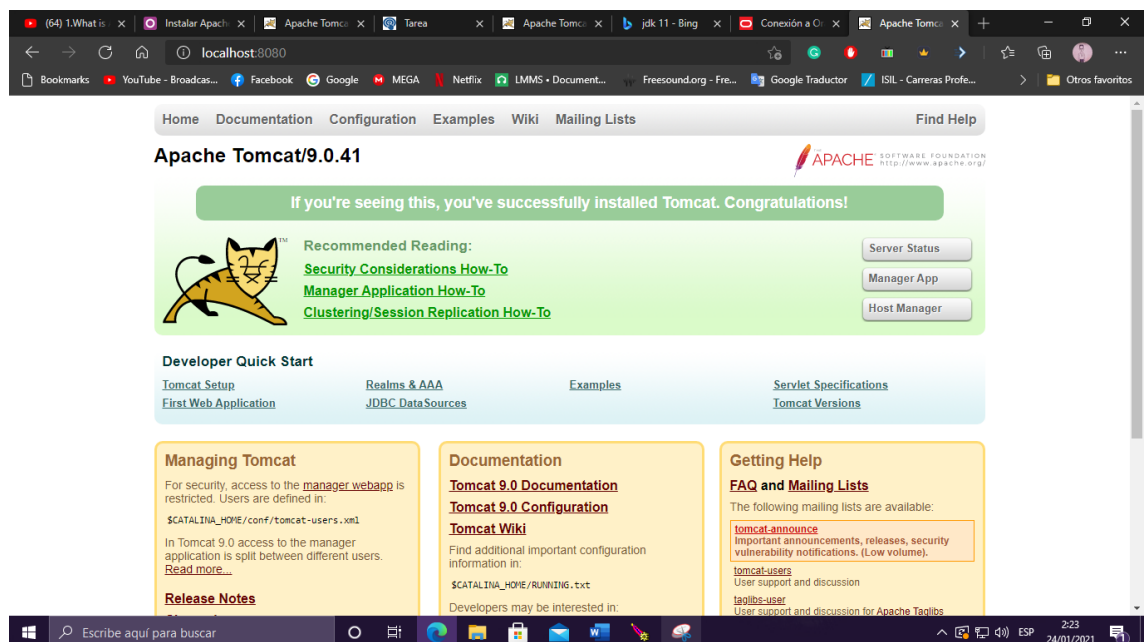 (64) 1.What is
Instalar Apach
Apache Tomca
Tarea
Apache Tomca
jdk 11 - Bing
Conexión a Or
Apache Tomca
localhost:8080
Bookmarks
YouTube - Broadcas...
Facebook
Google
MEGA
Netflix
LMMS • Document...
Freesound.org - Fre...
Google Traductor
ISIL - Carreras Profe...
Otros favoritos
Home Documentation Configuration Examples Wiki Mailing Lists Find Help
Apache Tomcat/9.0.41
THE APACHE SOFTWARE FOUNDATION
http://www.apache.org/
If you're seeing this, you've successfully installed Tomcat. Congratulations!
TM
Recommended Reading:
Security Considerations How-To
Manager Application How-To
Clustering/Session Replication How-To
Server Status
Manager App
Host Manager
Developer Quick Start
Tomcat Setup
First Web Application
Realms & AAA
JDBC DataSources
Examples
Servlet Specifications
Tomcat Versions
Managing Tomcat
For security, access to the manager webapp is
restricted. Users are defined in:
$CATALINA_HOME/conf/tomcat-users.xml
In Tomcat 9.0 access to the manager
application is split between different users.
Read more...
Release Notes
Documentation
Tomcat 9.0 Documentation
Tomcat 9.0 Configuration
Tomcat Wiki
Find additional important configuration
information in:
$CATALINA_HOME/RUNNING.txt
Developers may be interested in:
Getting Help
FAQ and Mailing Lists
The following mailing lists are available:
tomcat-announce
Important announcements, releases, security
vulnerability notifications. (Low volume).
tomcat-users
User support and discussion
taglibs-user
User support and discussion for Apache Taglibs
Escribe aquí para buscar
ESP
2:23
24/01/2021